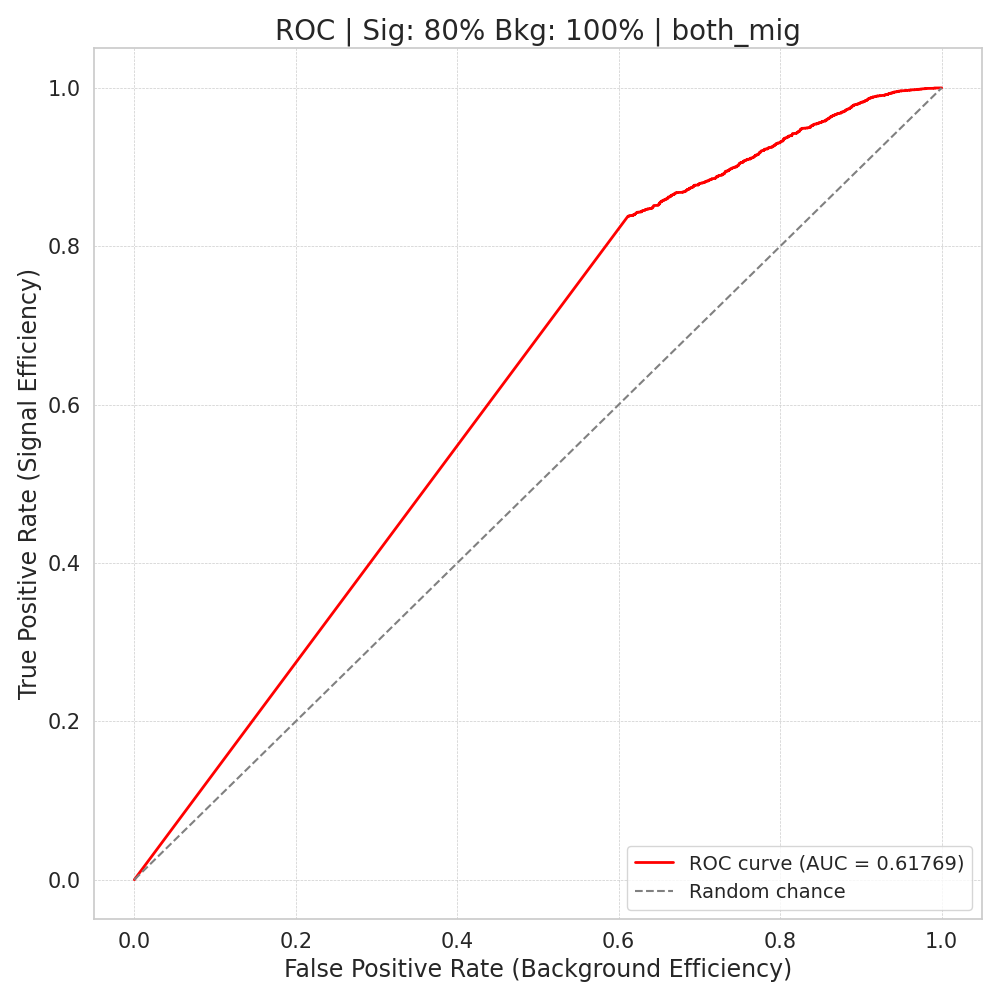 ROC | Sig: 80% Bkg: 100% | both_mig
True Positive Rate (Signal Efficiency)
1.0
0.8
0.6
0.4
0.2
0.0
ROC curve (AUC = 0.61769)
Random chance
0.0 0.2 0.4 0.6 0.8 1.0
False Positive Rate (Background Efficiency)